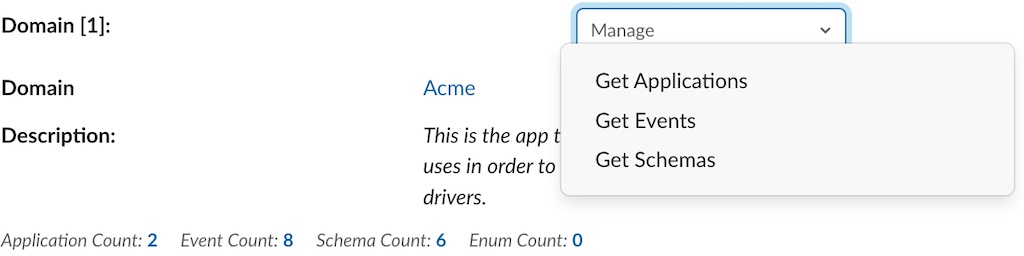 Domain [1]:
Manage
Get Applications
Get Events
Get Schemas
Domain
Acme
Description:
This is the app
uses in order to
drivers.
Application Count: 2 Event Count: 8 Schema Count: 6 Enum Count: 0